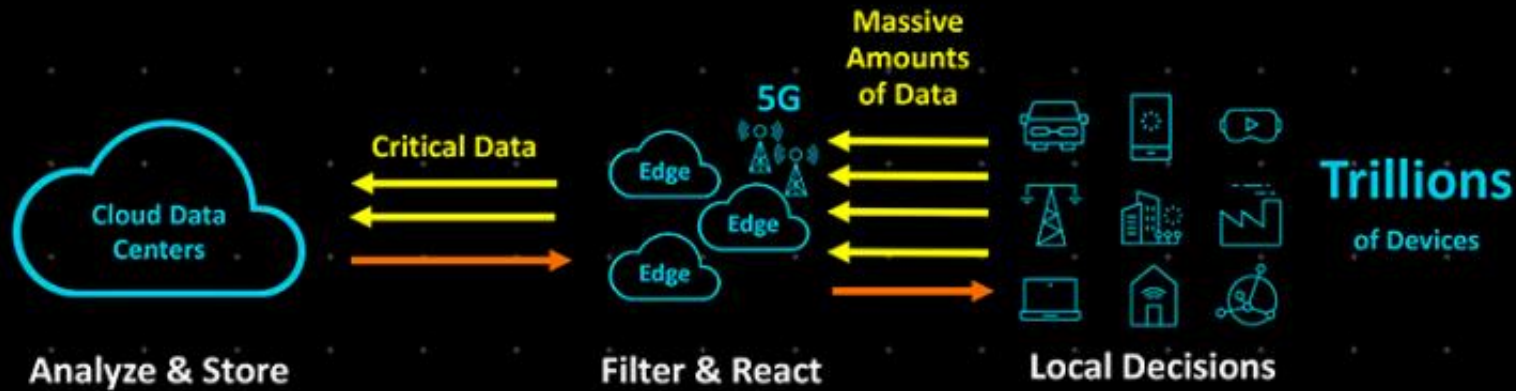 Massive
Amounts
of Data
5G
Critical Data
Edge
Edge
Edge
Cloud Data
Centers
Trillions
of Devices
Analyze & Store
Filter & React
Local Decisions